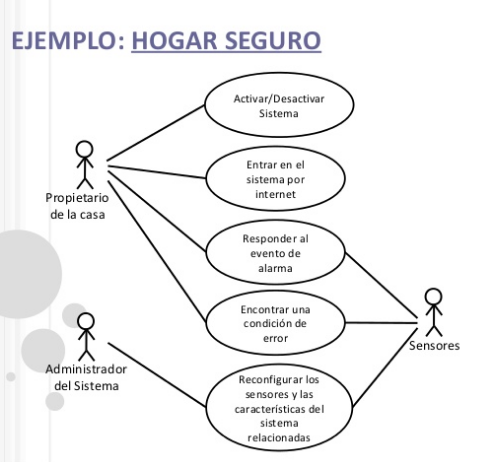 EJEMPLO: HOGAR SEGURO
Activar/Desactivar
Sistema
Entrar en el
sistema por
internet
Propietario
de la casa
Responder al
evento de
alarma
Encontrar una
condición de
error
Sensores
Administrador
del Sistema
Reconfigurar los
sensores y las
características del
sistema
relacionadas